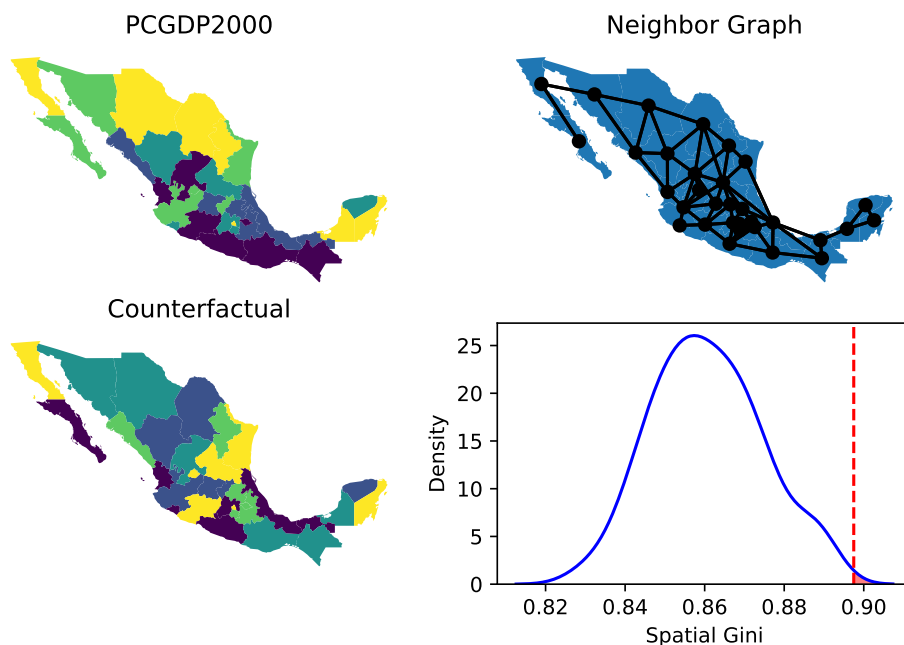 PCGDP2000
Neighbor Graph
Counterfactual
25
20
15
10
5
0
Density
0.82
0.84
0.86
0.88
0.90
Spatial Gini